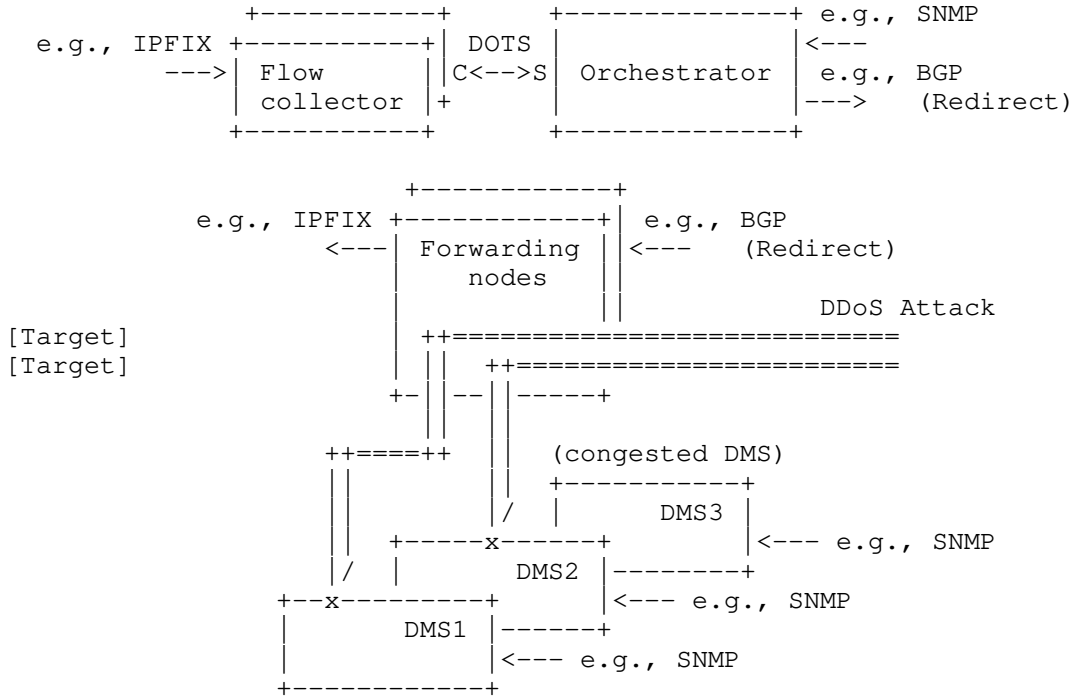 e.g., SNMP
e.g., IPFIX DOTS
Flow C<-->S Orchestrator e.g., BGP
collector (Redirect)
e.g., IPFIX e.g., BGP
Forwarding (Redirect)
nodes
DDoS Attack
[Target]
[Target]
(congested DMS)
DMS3
x e.g., SNMP
DMS2
x e.g., SNMP
DMS1
e.g., SNMP